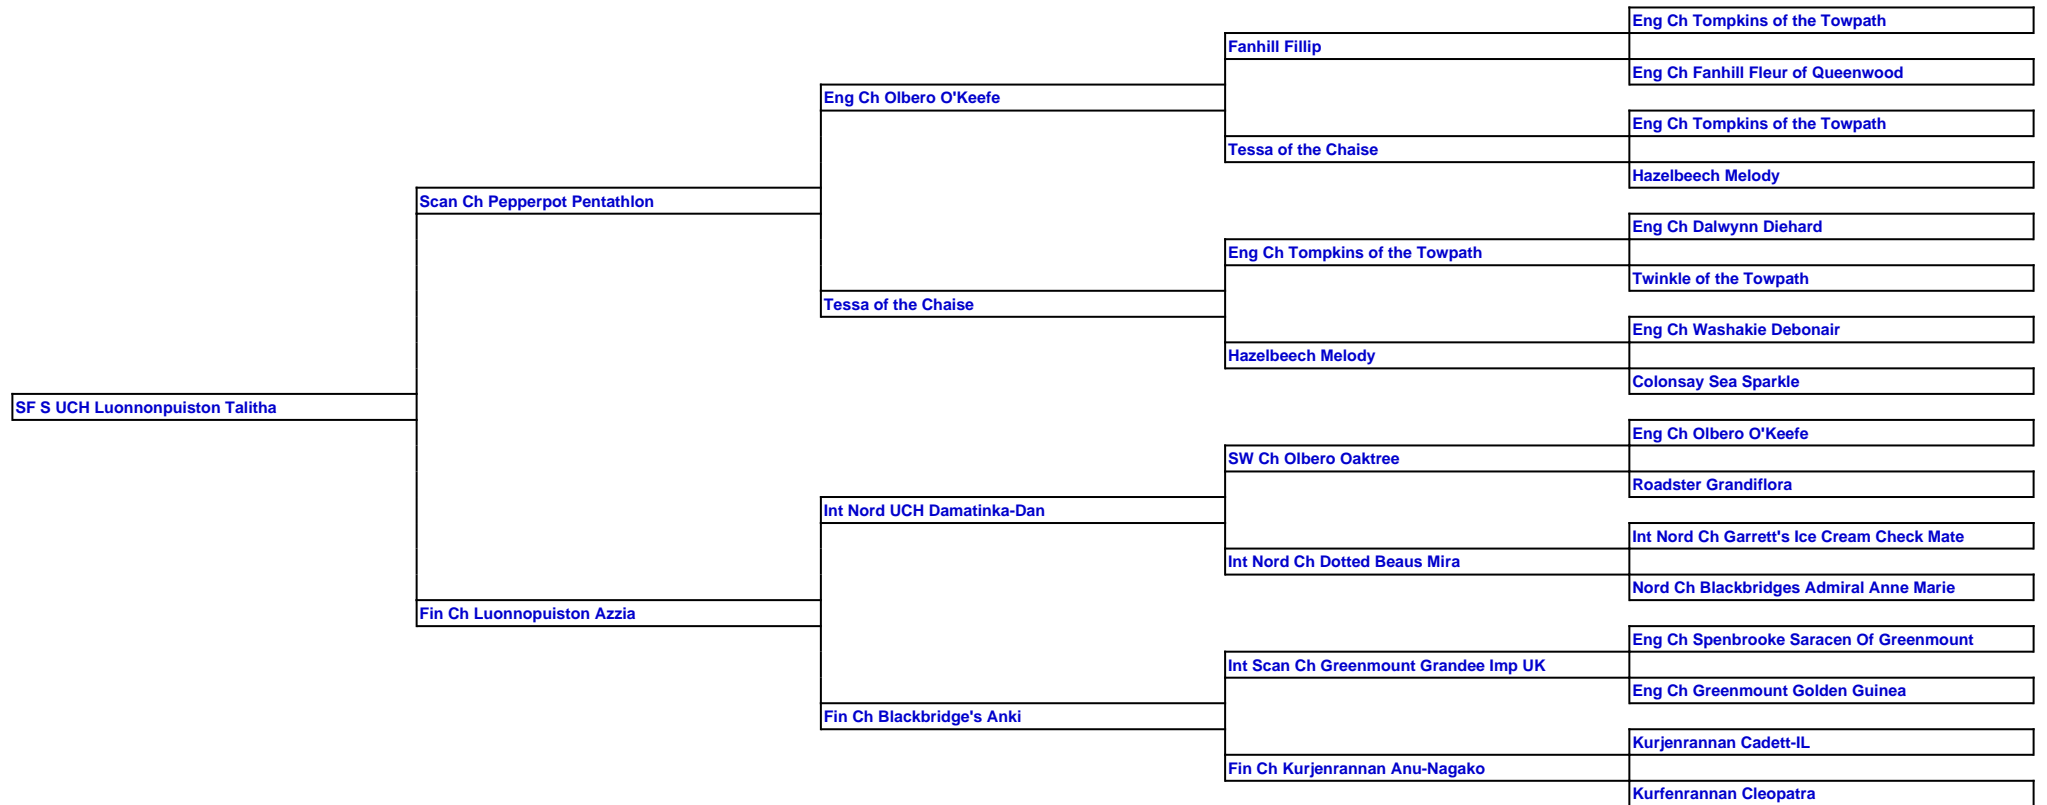 Eng Ch Tompkins of the Towpath
Fanhill Fillip
Eng Ch Fanhill Fleur of Queenwood
Eng Ch Olbero O'Keefe
Eng Ch Tompkins of the Towpath
Tessa of the Chaise
Hazelbeech Melody
Scan Ch Pepperpot Pentathlon
Eng Ch Dalwynn Diehard
Eng Ch Tompkins of the Towpath
Twinkle of the Towpath
Tessa of the Chaise
Eng Ch Washakie Debonair
Hazelbeech Melody
Colonsay Sea Sparkle
SF S UCH Luonnonpuiston Talitha
Eng Ch Olbero O'Keefe
SW Ch Olbero Oaktree
Roadster Grandiflora
Int Nord UCH Damatinka-Dan
Int Nord Ch Garrett's Ice Cream Check Mate
Int Nord Ch Dotted Beaus Mira
Nord Ch Blackbridges Admiral Anne Marie
Fin Ch Luonnopuiston Azzia
Eng Ch Spenbrooke Saracen Of Greenmount
Int Scan Ch Greenmount Grandee Imp UK
Eng Ch Greenmount Golden Guinea
Fin Ch Blackbridge's Anki
Kurjenrannan Cadett-IL
Fin Ch Kurjenrannan Anu-Nagako
Kurfenrannan Cleopatra